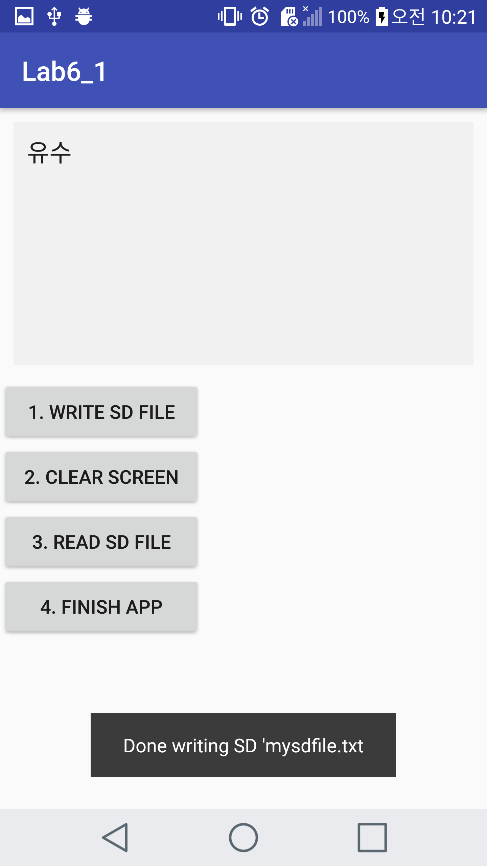 100% 오전 10:21
Lab6_1
유수
1. WRITE SD FILE
2. CLEAR SCREEN
3. READ SD FILE
4. FINISH APP
Done writing SD 'mysdfile.txt